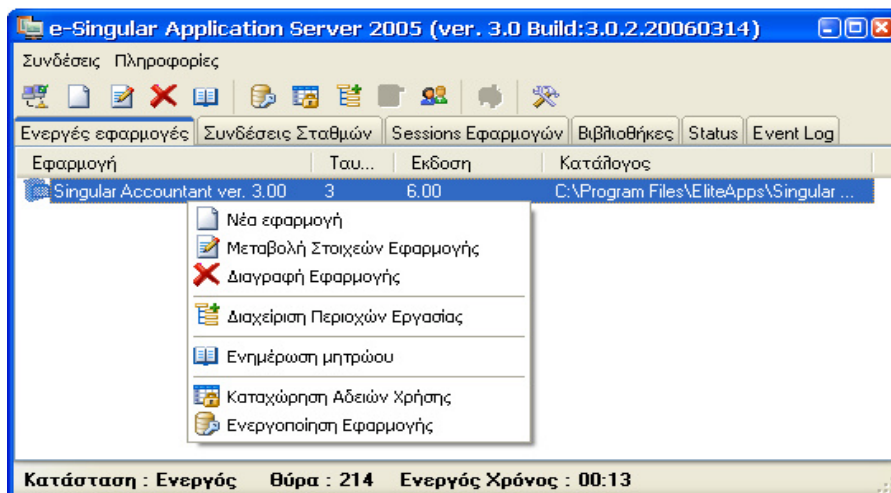 e-Singular Application Server 2005 (ver. 3.0 Build:3.0.2.20060314)
Συνδέσεις Πληροφορίες
Ενεργές εφαρμογές Συνδέσεις Σταθμών Sessions Εφαρμογών Βιβλιοθήκες Status Event Log
Εφαρμογή Ταυ... Εκδοση Κατάλογος
Singular Accountant ver. 3.00 3 6.00 C:\Program Files\EliteApps\Singular ...
Νέα εφαρμογή
Μεταβολή Στοιχεών Εφαρμογής
Διαγραφή Εφαρμογής
Διαχείριση Περιοχών Εργασίας
Ενημέρωση μητρώου
Καταχώρηση Αδειών Χρήσης
Ενεργοποίηση Εφαρμογής
Κατάσταση : Ενεργός Θύρα : 214 Ενεργός Χρόνος : 00:13